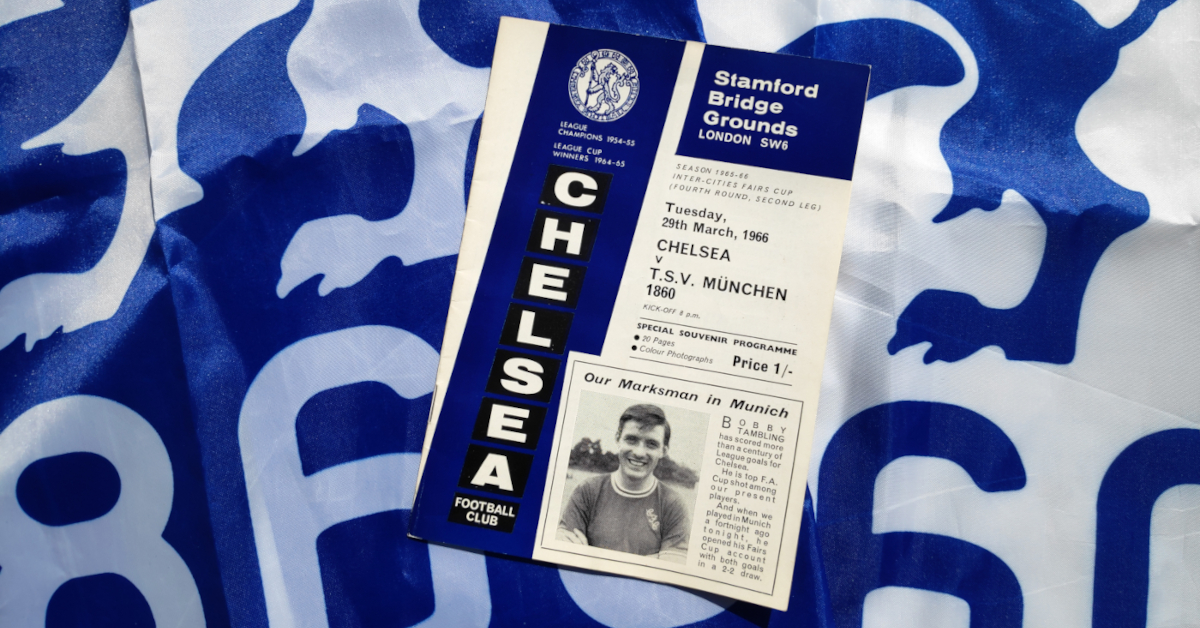 LEAGUE
CHAMPIONS 1954-55
LEAGUE CUP
WINNERS 1964-65
CHELSEA
FOOTBALL
CLUB
Stamford
Bridge
Grounds
LONDON SW6
SEASON 1965-66
INTER-CITIES FAIRS CUP
(FOURTH ROUND, SECOND LEG)
Tuesday,
29th March, 1966
CHELSEA
v
T.S.V. MÜNCHEN
1860
KICK-OFF 8 p.m.
SPECIAL SOUVENIR PROGRAMME
● 20 Pages
● Colour Photographs
Price 1/-
Our Marksman in Munich
BOBBY
TAMBLING
has scored more
than a century of
League goals for
Chelsea.
He is top F.A.
Cup shot among
our present
players.
And when we
played in Munich
a fortnight ago
tonight, he
opened his Fairs
Cup account
with both goals
in a 2-2 draw.
860
60